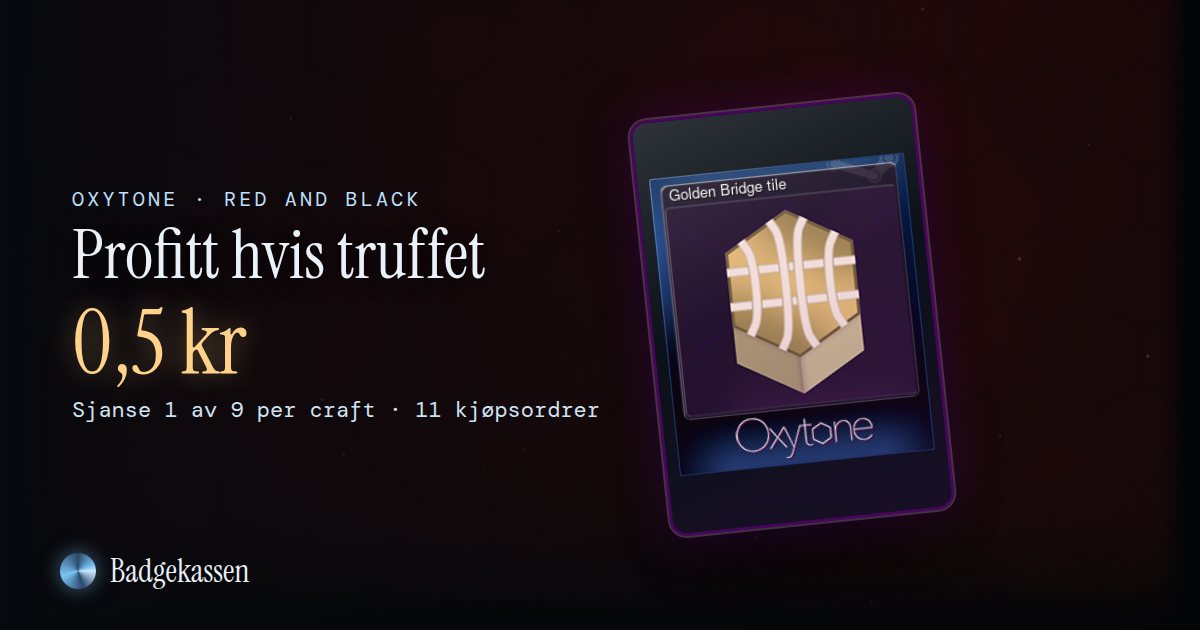 OXYTONE · RED AND BLACK
Profitt hvis truffet
0,5 kr
Sjanse 1 av 9 per craft · 11 kjøpsordrer
Golden Bridge tile
Oxytone
Badgekassen